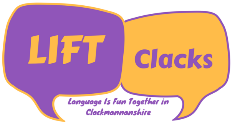 LIFT
Clacks
Language Is Fun Together in
Clackmannanshire